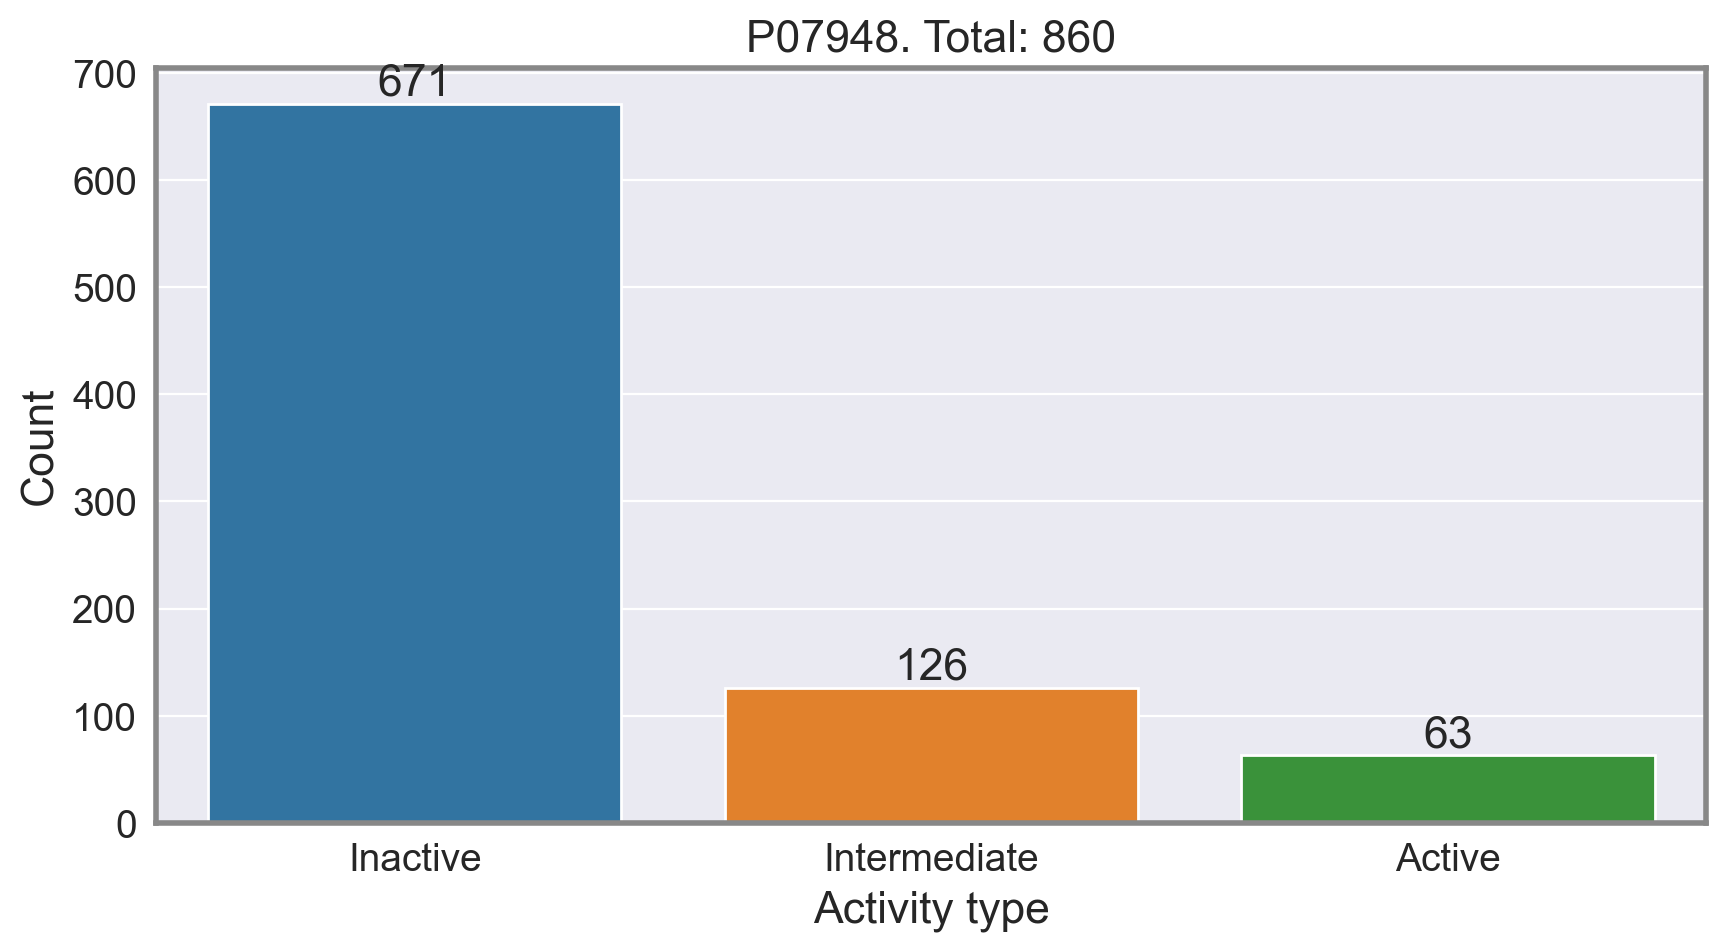 P07948. Total: 860
700
600
500
400
300
200
100
0
Count
671
126
63
Inactive
Intermediate
Active
Activity type